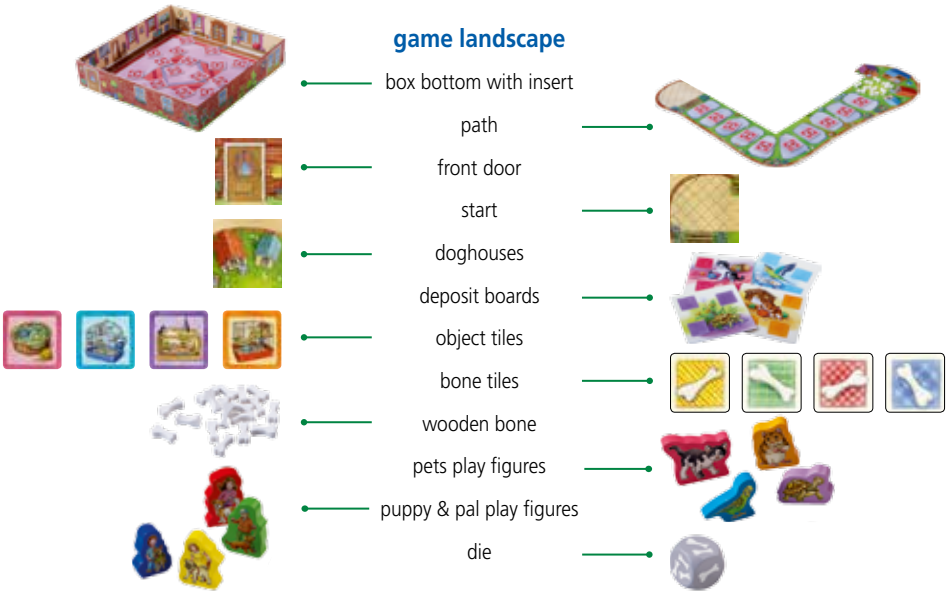 game landscape
box bottom with insert
path
front door
start
doghouses
deposit boards
object tiles
bone tiles
wooden bone
pets play figures
puppy & pal play figures
die